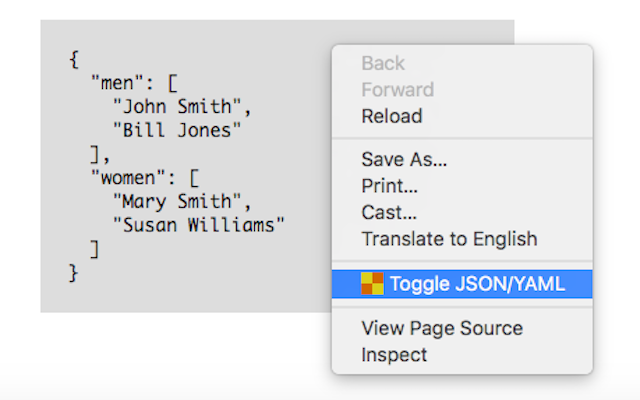 {
"men": [
"John Smith",
"Bill Jones"
],
"women": [
"Mary Smith",
"Susan Williams"
]
}
Back
Forward
Reload
Save As...
Print...
Cast...
Translate to English
Toggle JSON/YAML
View Page Source
Inspect